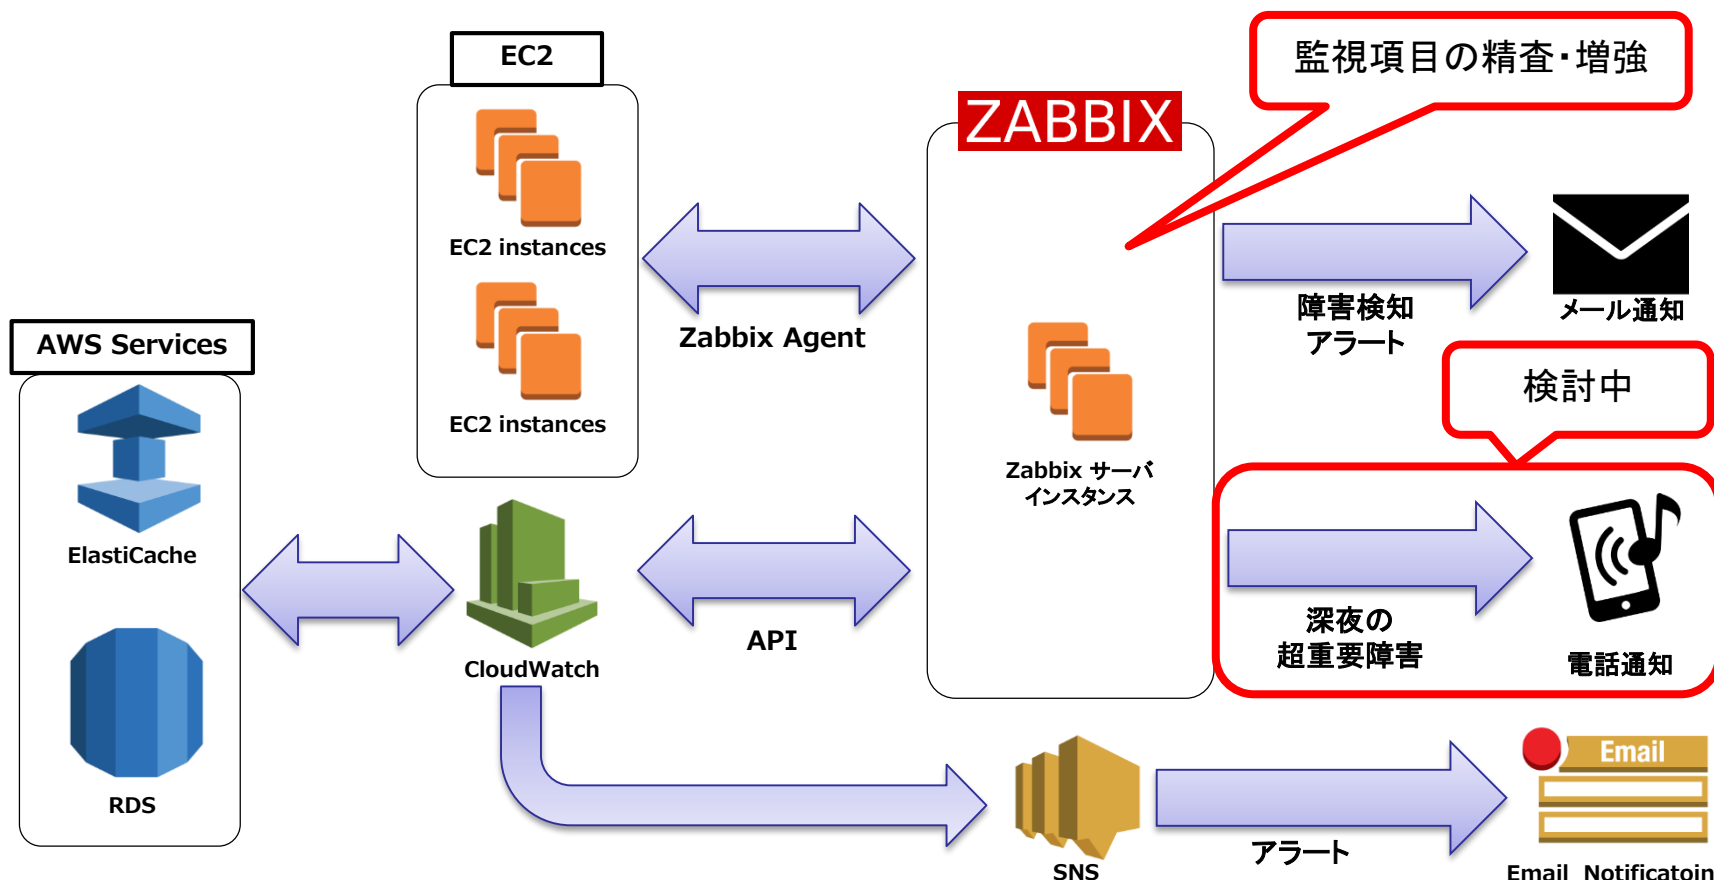 EC2
監視項目の精査・増強
ZABBIX
EC2 instances
EC2 instances
Zabbix Agent
障害検知
アラート
メール通知
AWS Services
検討中
ElastiCache
RDS
CloudWatch
API
Zabbix サーバ
インスタンス
深夜の
超重要障害
電話通知
SNS
アラート
Email
Email Notificatoin